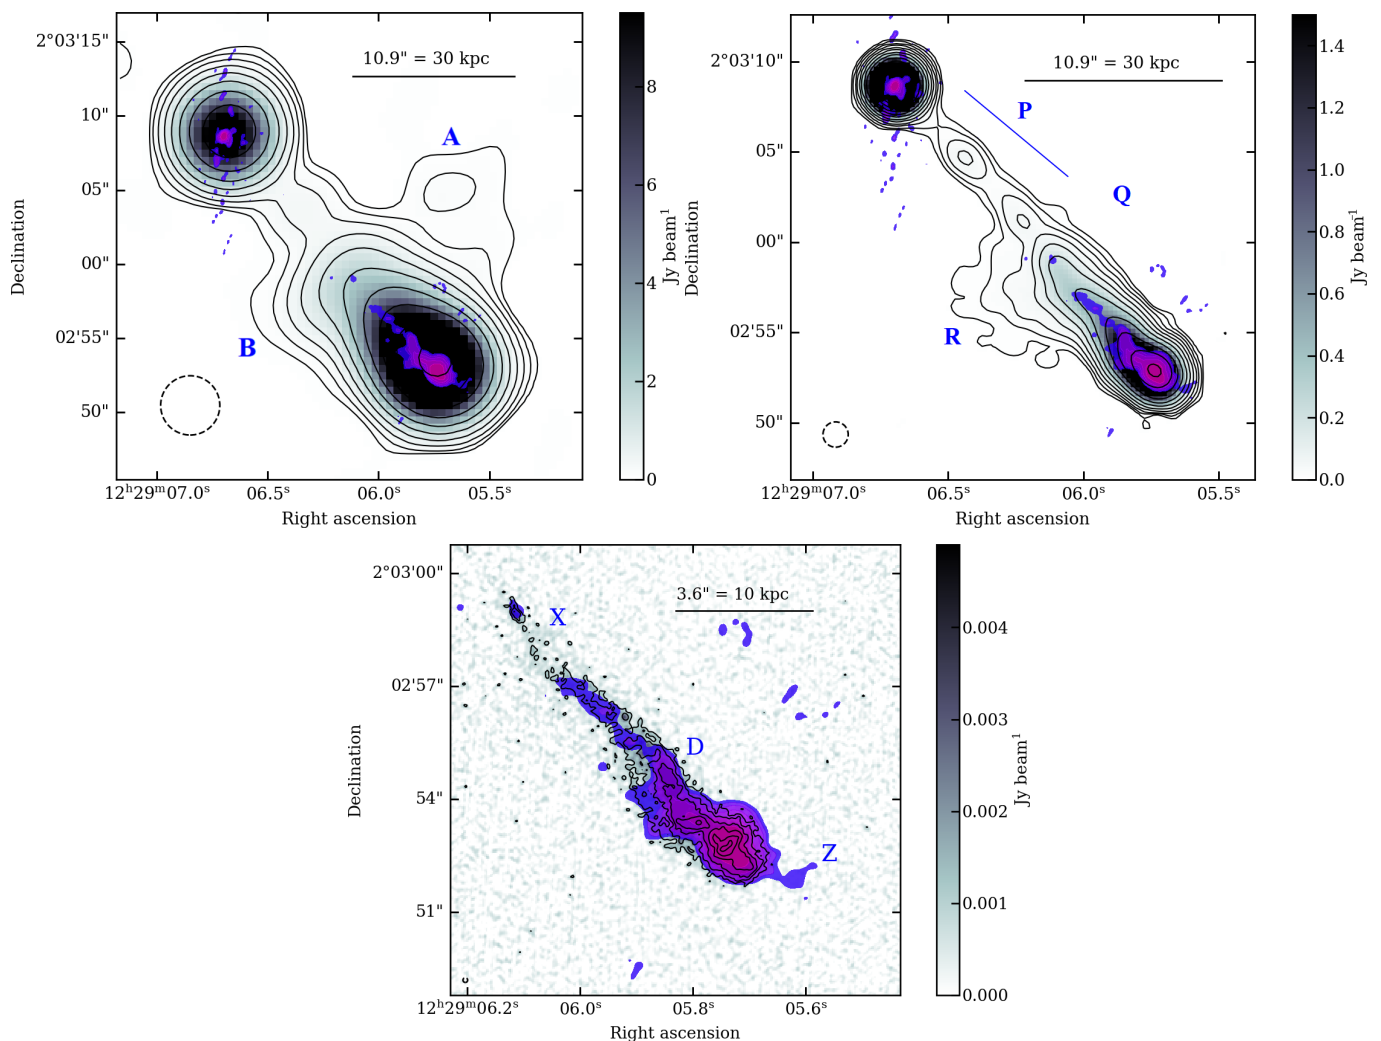 2°03'15"
10"
05"
00"
02'55"
50"
Declination
10.9" = 30 kpc
A
B
12ʰ29ᵐ07.0ˢ
06.5ˢ
06.0ˢ
05.5ˢ
Right ascension
8
6
4
2
0
Jy beam¹
2°03'10"
05"
00"
02'55"
50"
Declination
10.9" = 30 kpc
P
Q
R
12ʰ29ᵐ07.0ˢ
06.5ˢ
06.0ˢ
05.5ˢ
Right ascension
1.4
1.2
1.0
0.8
0.6
0.4
0.2
0.0
Jy beam⁻¹
2°03'00"
02'57"
54"
51"
Declination
3.6" = 10 kpc
X
D
Z
12ʰ29ᵐ06.2ˢ
06.0ˢ
05.8ˢ
05.6ˢ
Right ascension
0.004
0.003
0.002
0.001
0.000
Jy beam¹